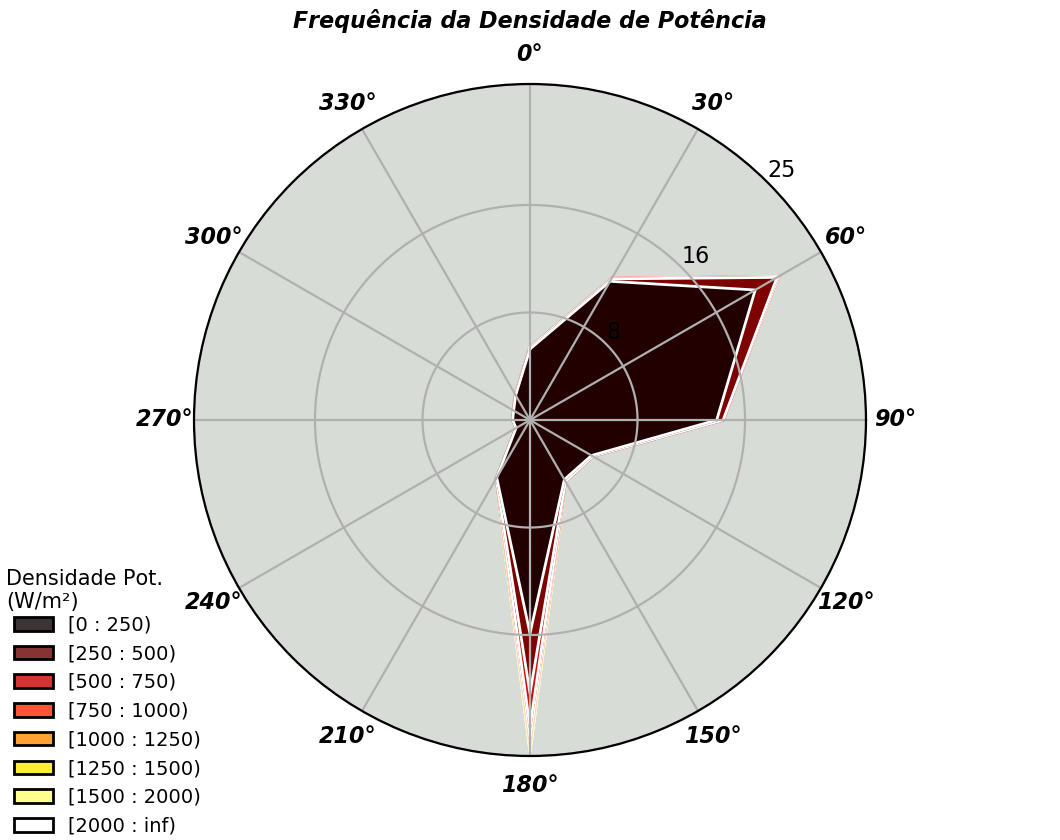 Frequência da Densidade de Potência
0°
330°
30°
25
300°
60°
16
8
270°
90°
240°
120°
210°
150°
180°
Densidade Pot.
(W/m²)
[0 : 250)
[250 : 500)
[500 : 750)
[750 : 1000)
[1000 : 1250)
[1250 : 1500)
[1500 : 2000)
[2000 : inf)